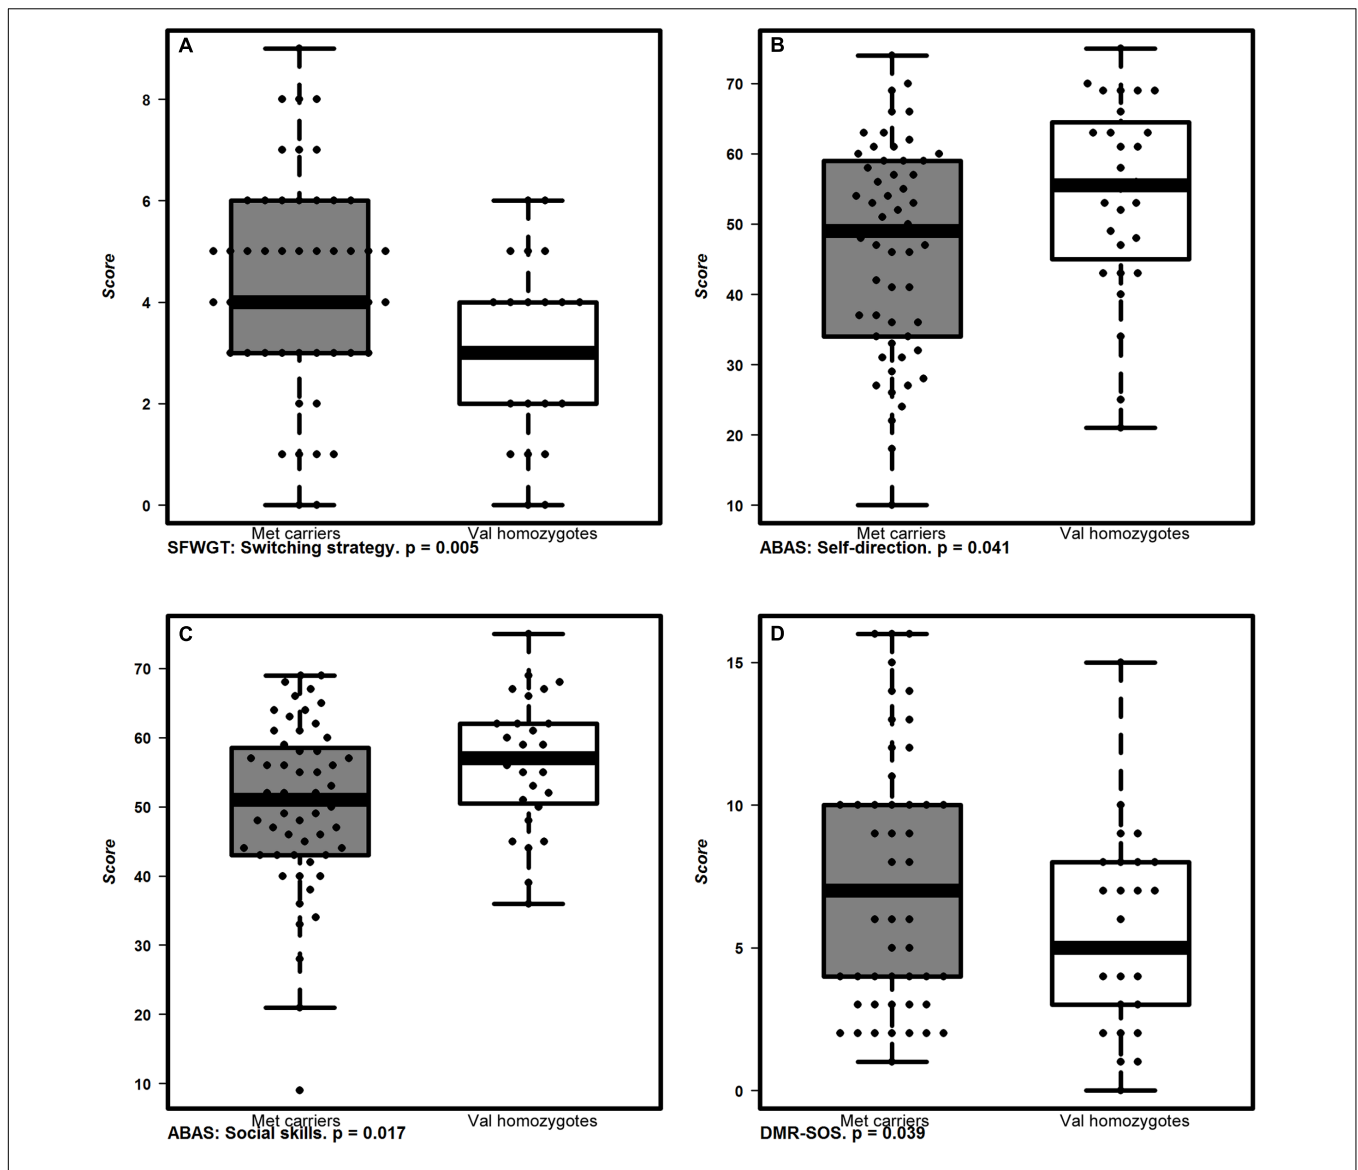 A
8
6
4
2
0
Score
Met carriers
Val homozygotes
SFWGT: Switching strategy. p = 0.005
B
70
60
50
40
30
20
10
Score
Met carriers
Val homozygotes
ABAS: Self-direction. p = 0.041
C
70
60
50
40
30
20
10
Score
Met carriers
Val homozygotes
ABAS: Social skills. p = 0.017
D
15
10
5
0
Score
Met carriers
Val homozygotes
DMR-SOS. p = 0.039